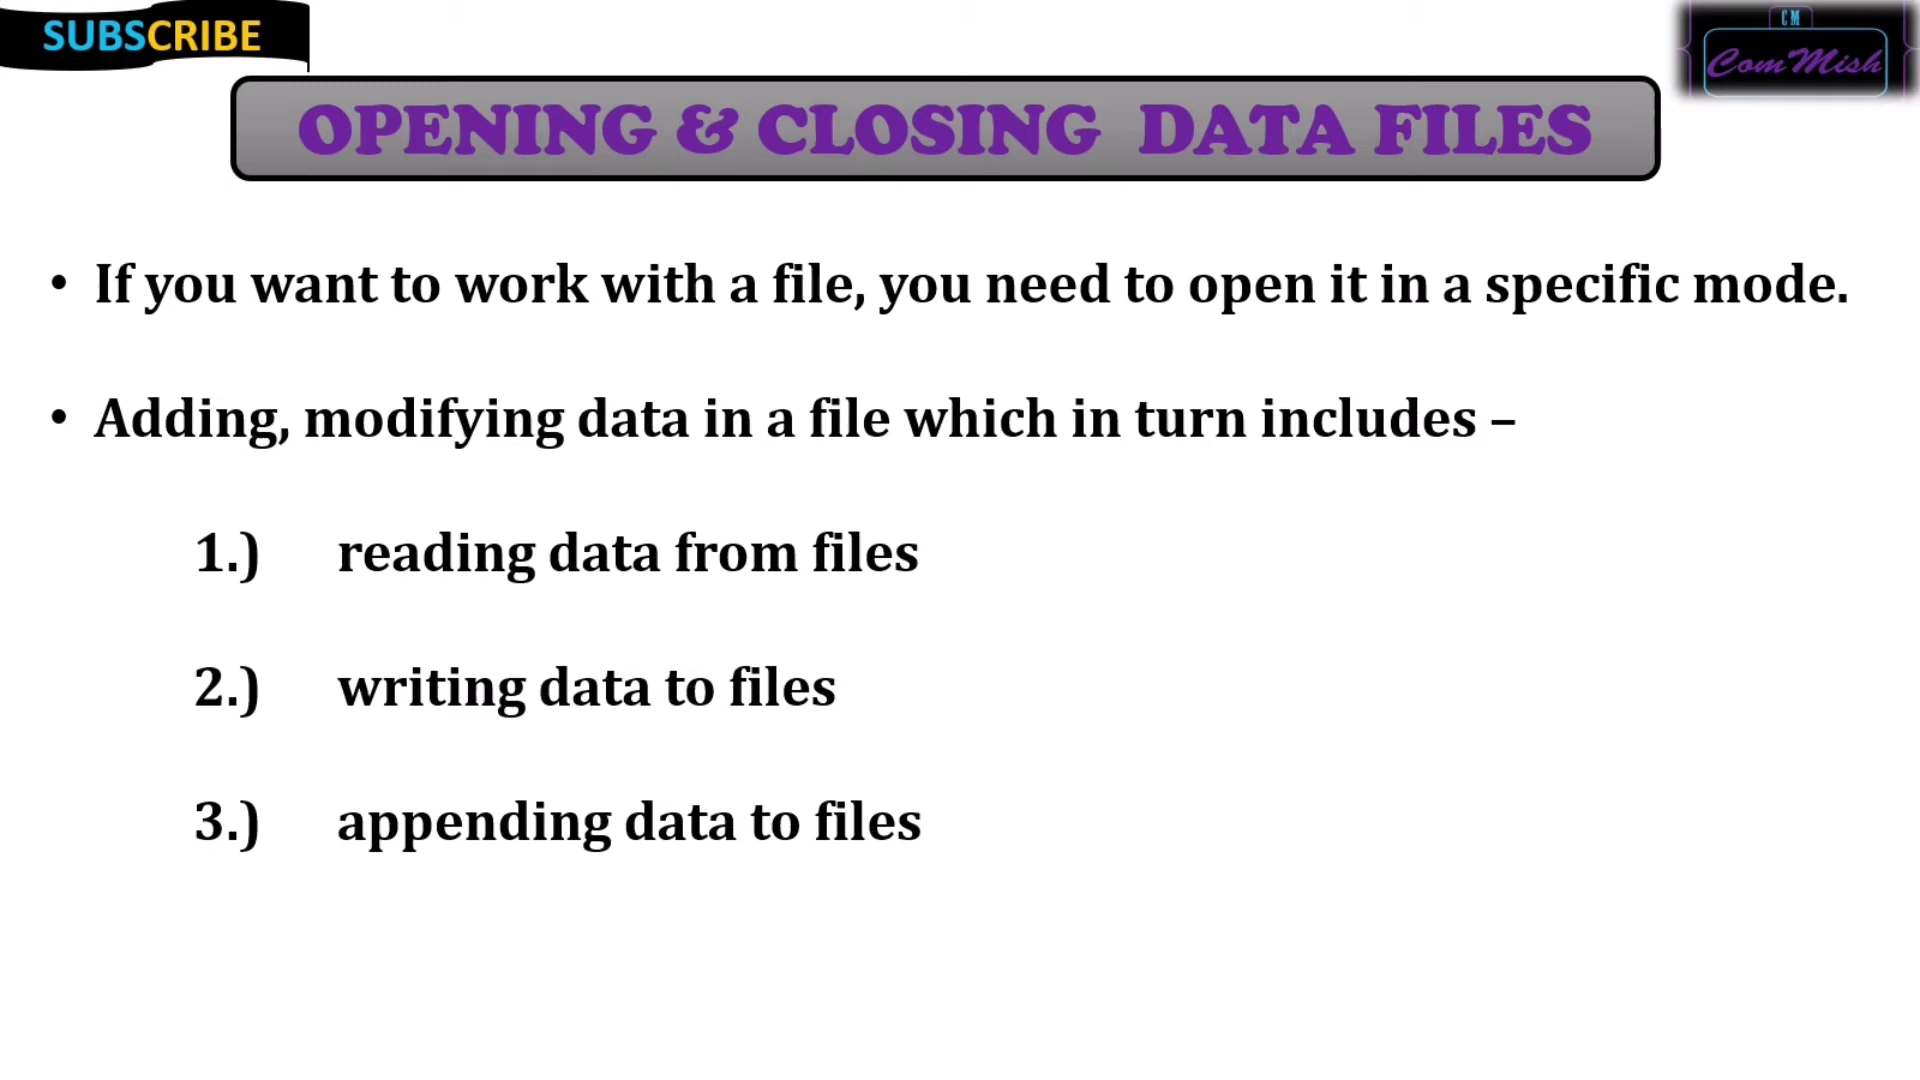 SUBSCRIBE
CM
ComMish
OPENING & CLOSING DATA FILES
• If you want to work with a file, you need to open it in a specific mode.
• Adding, modifying data in a file which in turn includes –
1.) reading data from files
2.) writing data to files
3.) appending data to files